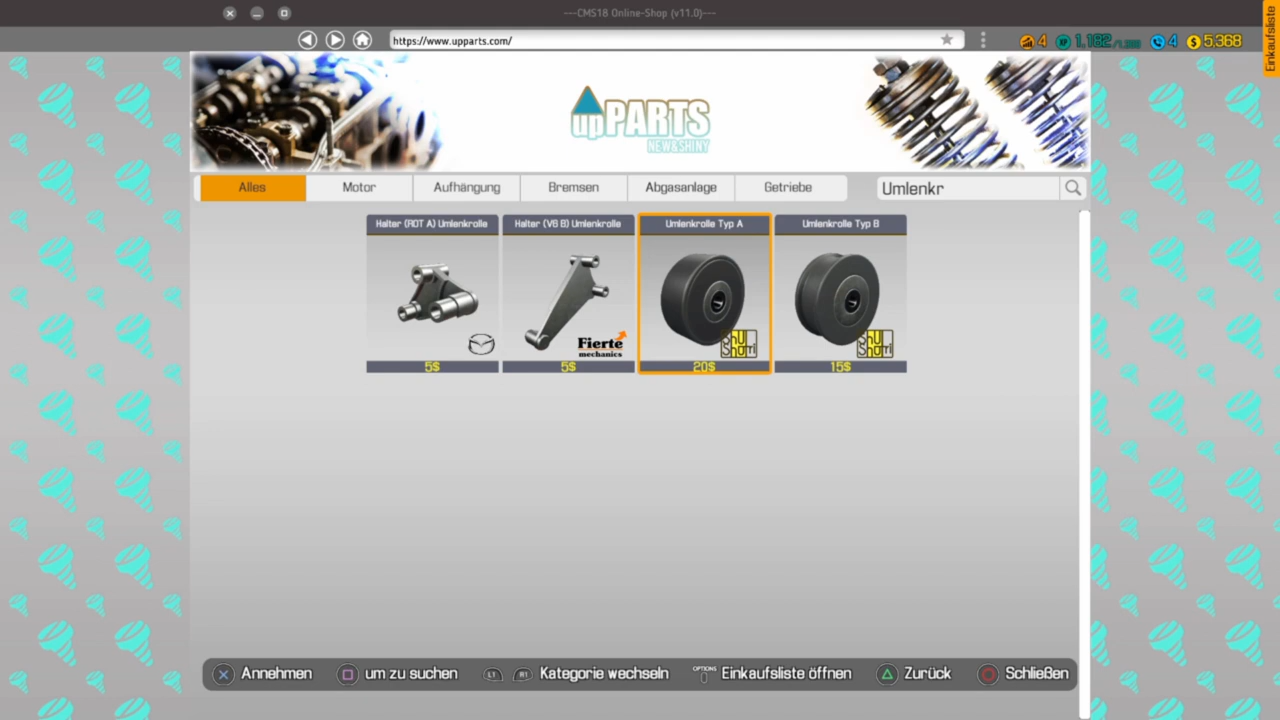 ---CMS18 Online-Shop (v11.0)---
https://www.upparts.com/
4 1,182 4 $ 5,368
Einkaufsliste
upPARTS
NEW&SHINY
Alles Motor Aufhängung Bremsen Abgasanlage Getriebe Umlenkr
Halter (ROT A) Umlenkrolle Halter (V6 B) Umlenkrolle Umlenkrolle Typ A Umlenkrolle Typ B
Fierte
mechanics
5$ 5$ 20$ 15$
Annehmen um zu suchen L1 R1 Kategorie wechseln OPTIONS Einkaufsliste öffnen Zurück Schließen